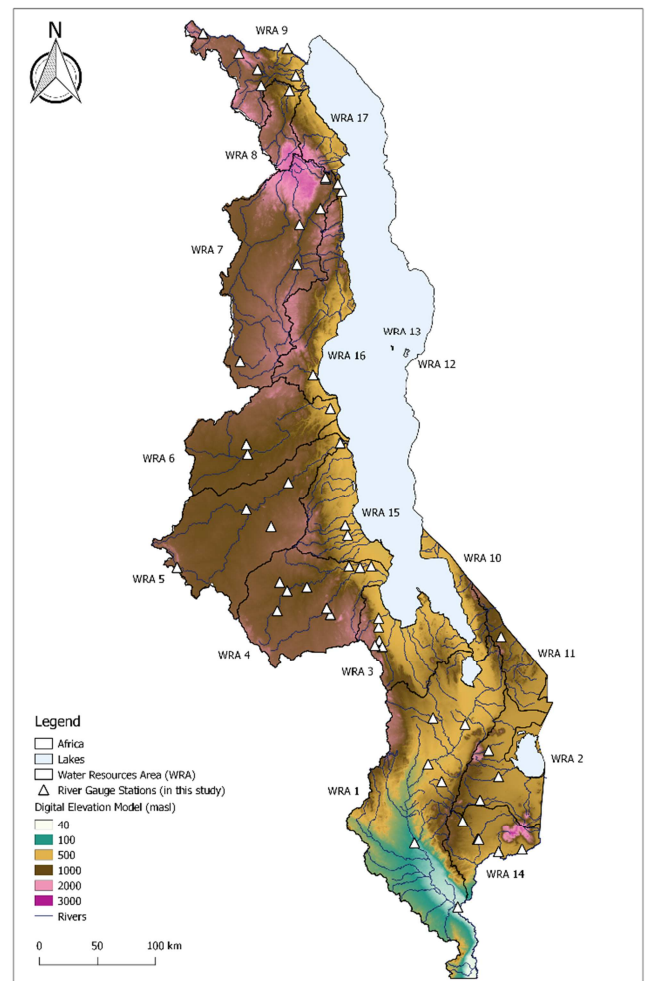 N
WRA 9
WRA 17
WRA 8
WRA 7
WRA 13
WRA 16
WRA 12
WRA 6
WRA 15
WRA 10
WRA 5
WRA 11
WRA 4
WRA 3
WRA 2
WRA 1
WRA 14
Legend
Africa
Lakes
Water Resources Area (WRA)
River Gauge Stations (in this study)
Digital Elevation Model (masl)
40
100
500
1000
2000
3000
Rivers
0 50 100 km